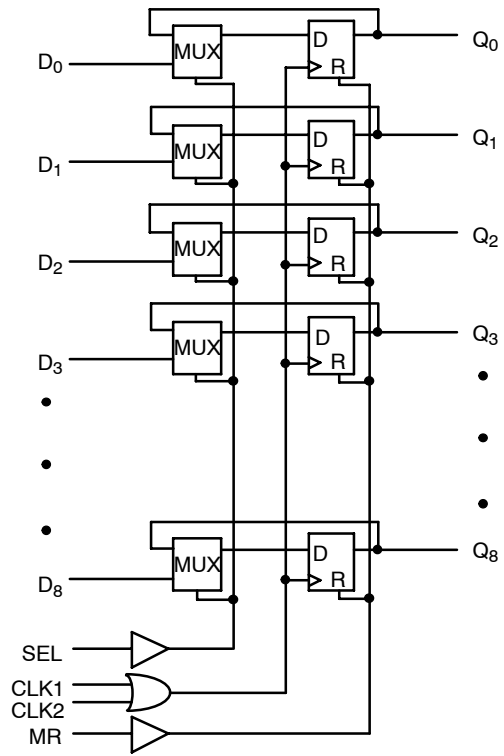 MUX D R Q0
D0
MUX D R Q1
D1
MUX D R Q2
D2
MUX D R Q3
D3
MUX D R Q8
D8
SEL
CLK1
CLK2
MR